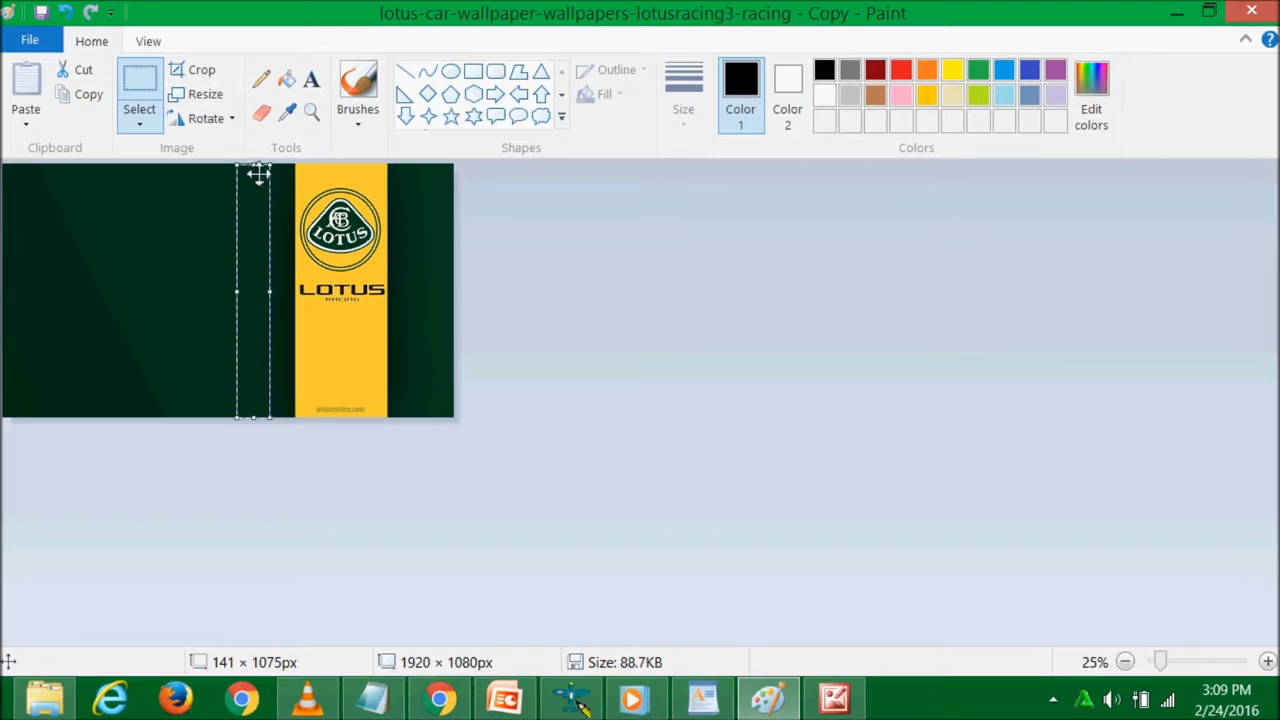 lotus-car-wallpaper-wallpapers-lotusracing3-racing - Copy - Paint
File
Home
View
Paste
Cut
Copy
Clipboard
Select
Crop
Resize
Rotate
Image
A
Tools
Brushes
Outline
Fill
Shapes
Size
Color
1
Color
2
Edit
colors
Colors
LOTUS
LOTUS
RACING
141 × 1075px
1920 × 1080px
Size: 88.7KB
25%
3:09 PM
2/24/2016